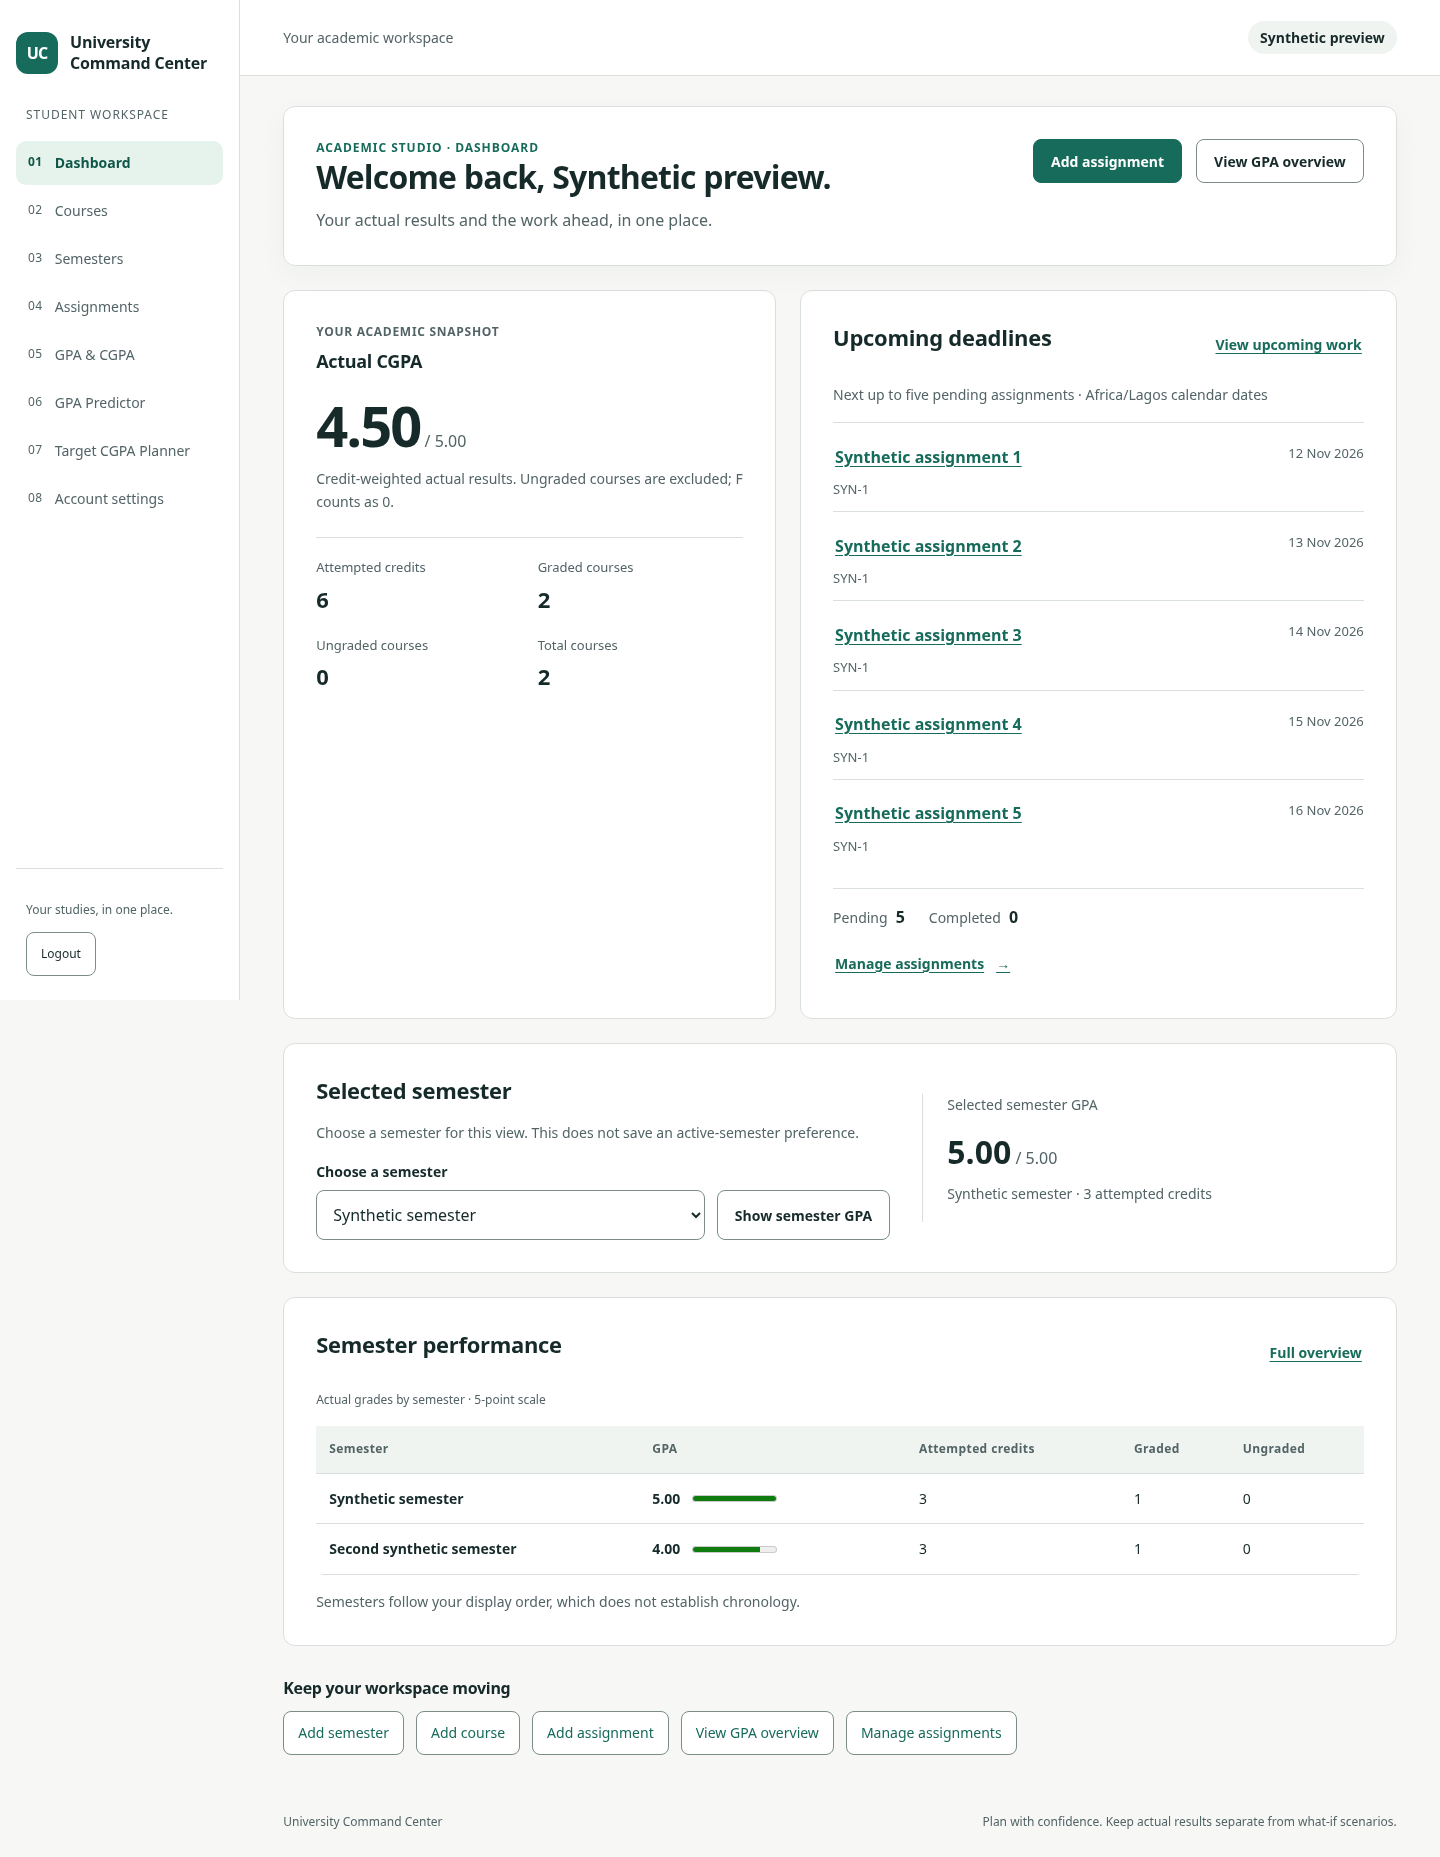 UC
University
Command Center
STUDENT WORKSPACE
01 Dashboard
02 Courses
03 Semesters
04 Assignments
05 GPA & CGPA
06 GPA Predictor
07 Target CGPA Planner
08 Account settings
Your studies, in one place.
Logout
Your academic workspace
Synthetic preview
ACADEMIC STUDIO · DASHBOARD
Welcome back, Synthetic preview.
Your actual results and the work ahead, in one place.
Add assignment
View GPA overview
YOUR ACADEMIC SNAPSHOT
Actual CGPA
4.50 / 5.00
Credit-weighted actual results. Ungraded courses are excluded; F
counts as 0.
Attempted credits
6
Graded courses
2
Ungraded courses
0
Total courses
2
Upcoming deadlines
View upcoming work
Next up to five pending assignments · Africa/Lagos calendar dates
Synthetic assignment 1
12 Nov 2026
SYN-1
Synthetic assignment 2
13 Nov 2026
SYN-1
Synthetic assignment 3
14 Nov 2026
SYN-1
Synthetic assignment 4
15 Nov 2026
SYN-1
Synthetic assignment 5
16 Nov 2026
SYN-1
Pending 5 Completed 0
Manage assignments →
Selected semester
Choose a semester for this view. This does not save an active-semester preference.
Choose a semester
Synthetic semester
Show semester GPA
Selected semester GPA
5.00 / 5.00
Synthetic semester · 3 attempted credits
Semester performance
Full overview
Actual grades by semester · 5-point scale
Semester GPA Attempted credits Graded Ungraded
Synthetic semester 5.00 3 1 0
Second synthetic semester 4.00 3 1 0
Semesters follow your display order, which does not establish chronology.
Keep your workspace moving
Add semester
Add course
Add assignment
View GPA overview
Manage assignments
University Command Center
Plan with confidence. Keep actual results separate from what-if scenarios.